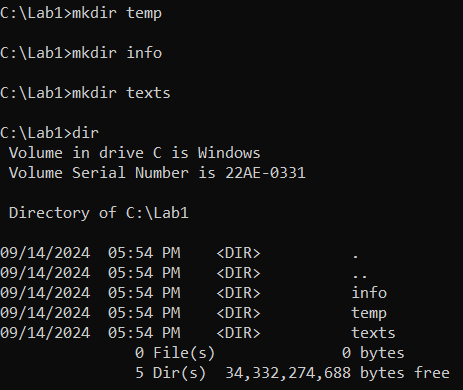 C:\Lab1>mkdir temp
C:\Lab1>mkdir info
C:\Lab1>mkdir texts
C:\Lab1>dir
 Volume in drive C is Windows
 Volume Serial Number is 22AE-0331
 Directory of C:\Lab1
09/14/2024  05:54 PM    <DIR>          .
09/14/2024  05:54 PM    <DIR>          ..
09/14/2024  05:54 PM    <DIR>          info
09/14/2024  05:54 PM    <DIR>          temp
09/14/2024  05:54 PM    <DIR>          texts
               0 File(s)              0 bytes
               5 Dir(s)  34,332,274,688 bytes free